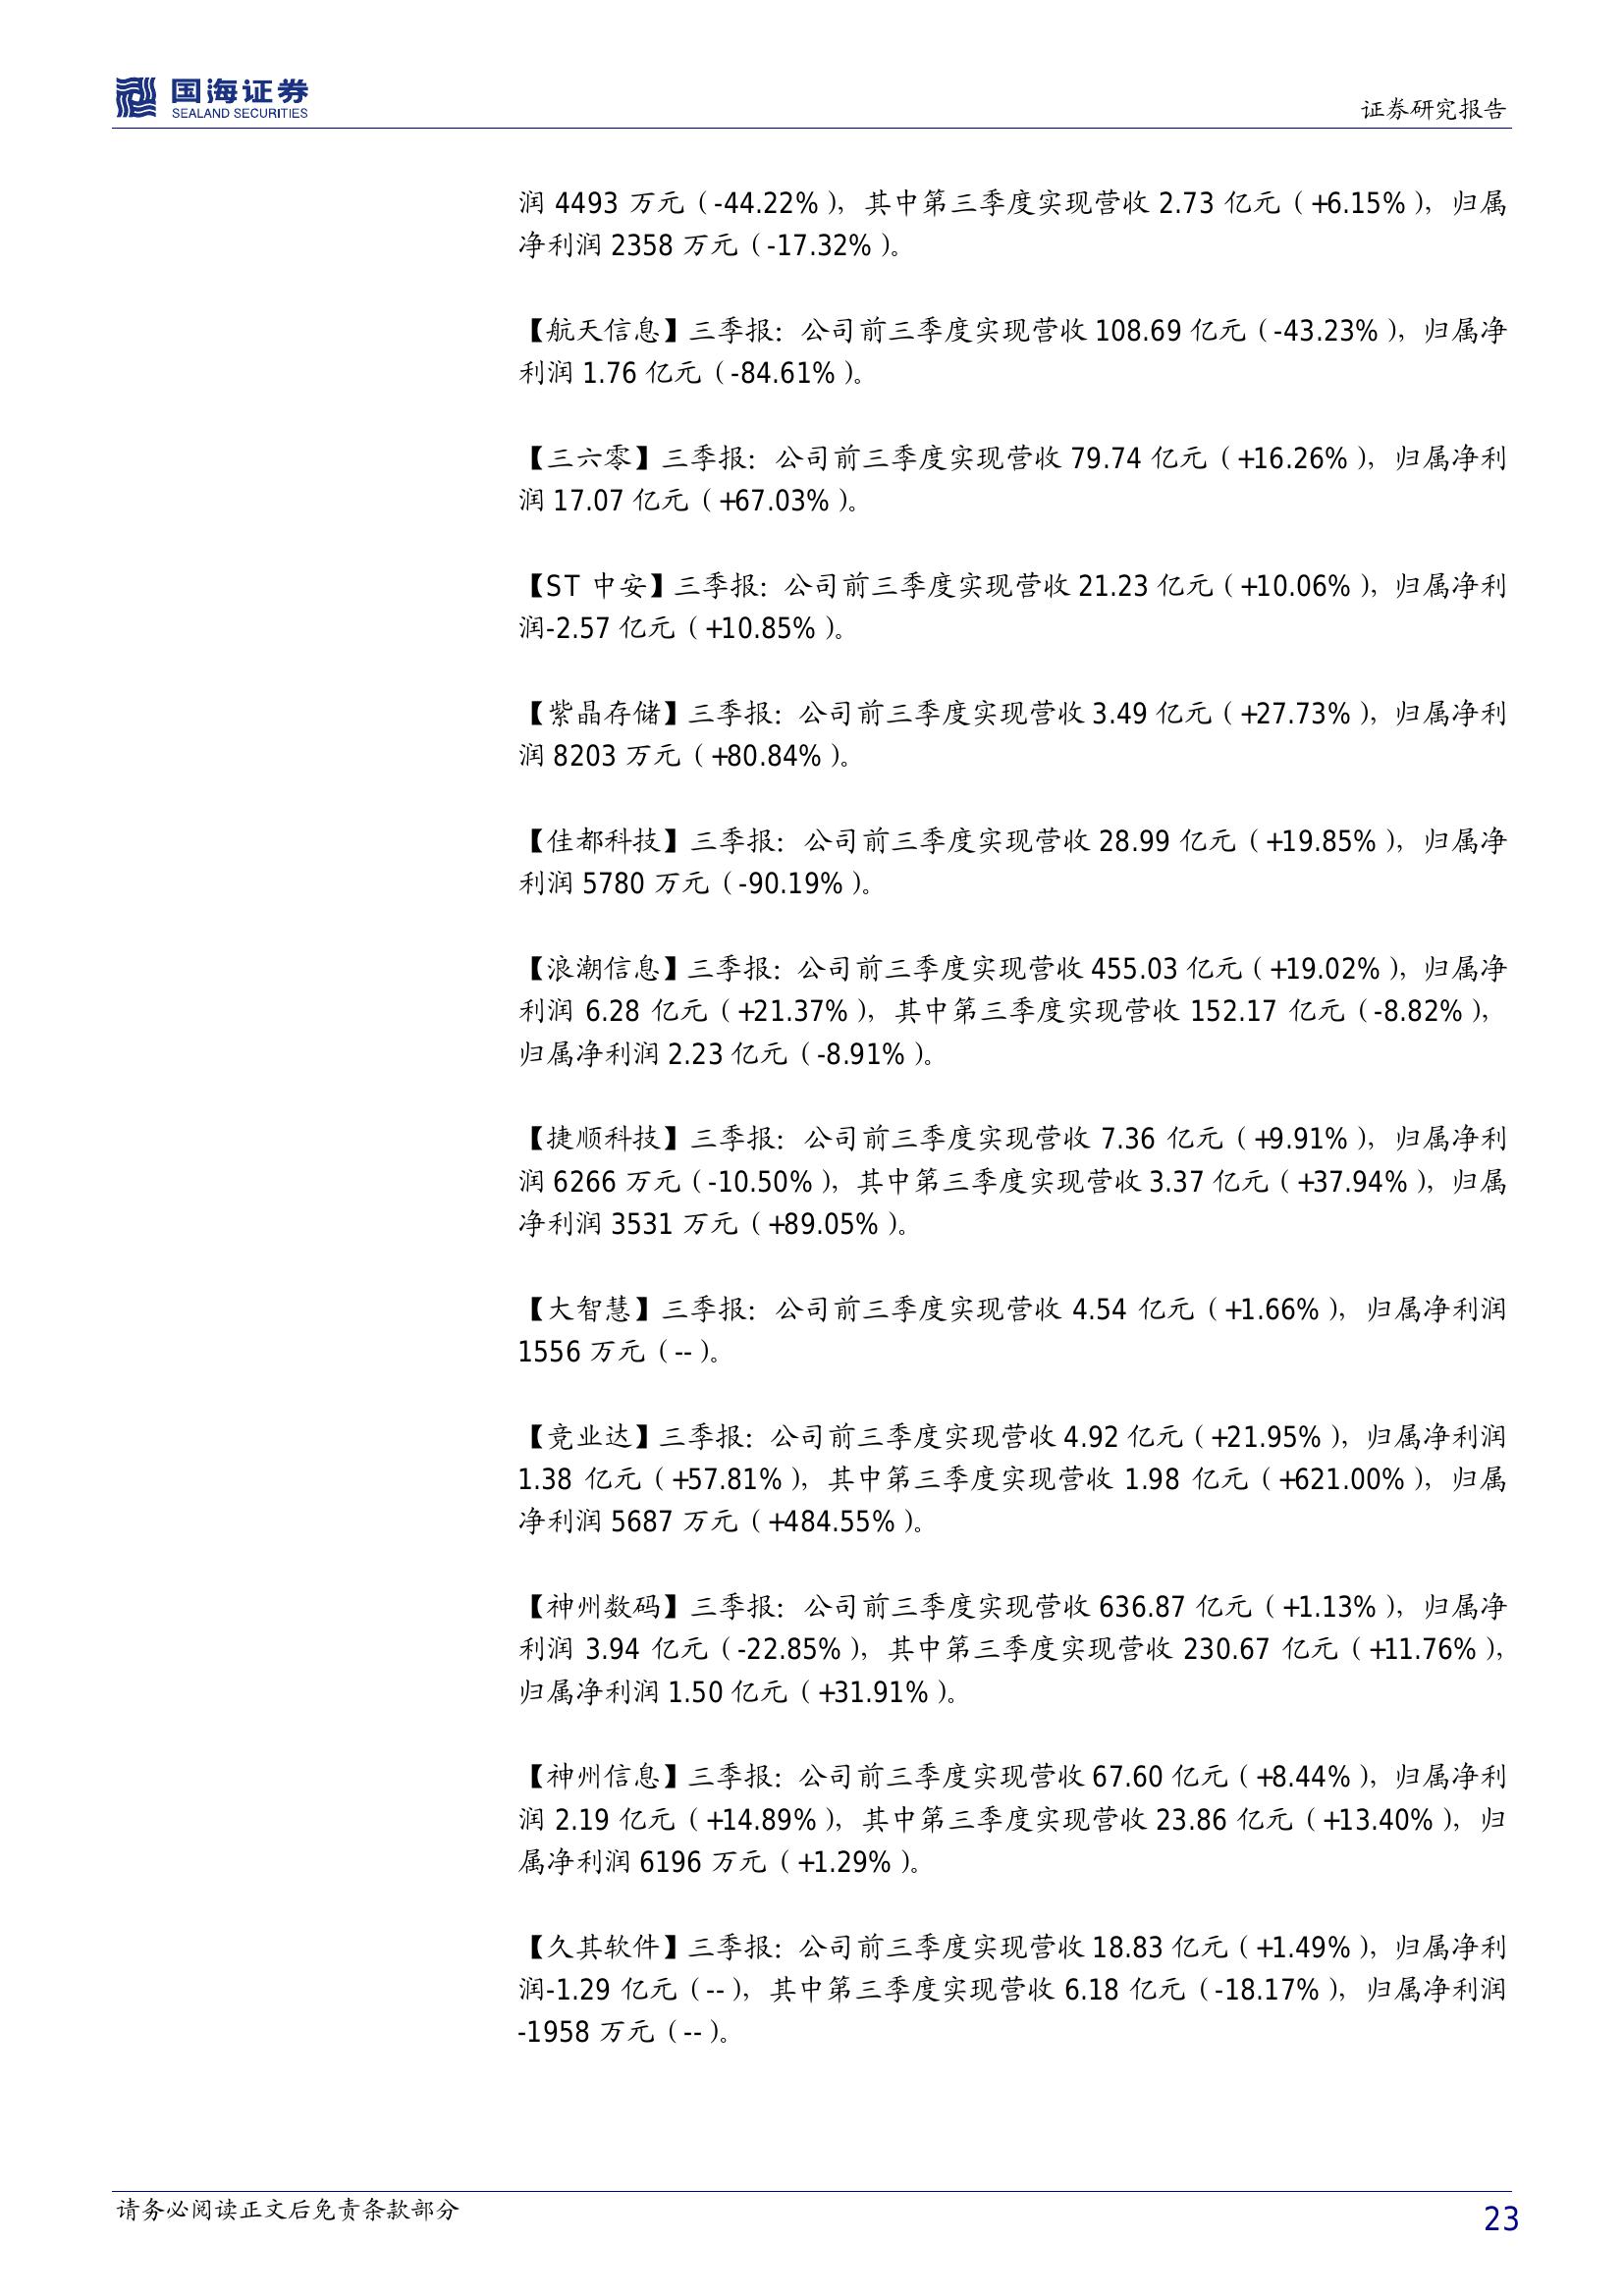 国海证券
SEALAND SECURITIES
证券研究报告
润 4493 万元（-44.22%），其中第三季度实现营收 2.73 亿元（+6.15%），归属
净利润 2358 万元（-17.32%）。
【航天信息】三季报：公司前三季度实现营收 108.69 亿元（-43.23%），归属净
利润 1.76 亿元（-84.61%）。
【三六零】三季报：公司前三季度实现营收 79.74 亿元（+16.26%），归属净利
润 17.07 亿元（+67.03%）。
【ST 中安】三季报：公司前三季度实现营收 21.23 亿元（+10.06%），归属净利
润-2.57 亿元（+10.85%）。
【紫晶存储】三季报：公司前三季度实现营收 3.49 亿元（+27.73%），归属净利
润 8203 万元（+80.84%）。
【佳都科技】三季报：公司前三季度实现营收 28.99 亿元（+19.85%），归属净
利润 5780 万元（-90.19%）。
【浪潮信息】三季报：公司前三季度实现营收 455.03 亿元（+19.02%），归属净
利润 6.28 亿元（+21.37%），其中第三季度实现营收 152.17 亿元（-8.82%），
归属净利润 2.23 亿元（-8.91%）。
【捷顺科技】三季报：公司前三季度实现营收 7.36 亿元（+9.91%），归属净利
润 6266 万元（-10.50%），其中第三季度实现营收 3.37 亿元（+37.94%），归属
净利润 3531 万元（+89.05%）。
【大智慧】三季报：公司前三季度实现营收 4.54 亿元（+1.66%），归属净利润
1556 万元（--）。
【竞业达】三季报：公司前三季度实现营收 4.92 亿元（+21.95%），归属净利润
1.38 亿元（+57.81%），其中第三季度实现营收 1.98 亿元（+621.00%），归属
净利润 5687 万元（+484.55%）。
【神州数码】三季报：公司前三季度实现营收 636.87 亿元（+1.13%），归属净
利润 3.94 亿元（-22.85%），其中第三季度实现营收 230.67 亿元（+11.76%），
归属净利润 1.50 亿元（+31.91%）。
【神州信息】三季报：公司前三季度实现营收 67.60 亿元（+8.44%），归属净利
润 2.19 亿元（+14.89%），其中第三季度实现营收 23.86 亿元（+13.40%），归
属净利润 6196 万元（+1.29%）。
【久其软件】三季报：公司前三季度实现营收 18.83 亿元（+1.49%），归属净利
润-1.29 亿元（--），其中第三季度实现营收 6.18 亿元（-18.17%），归属净利润
-1958 万元（--）。
请务必阅读正文后免责条款部分
23